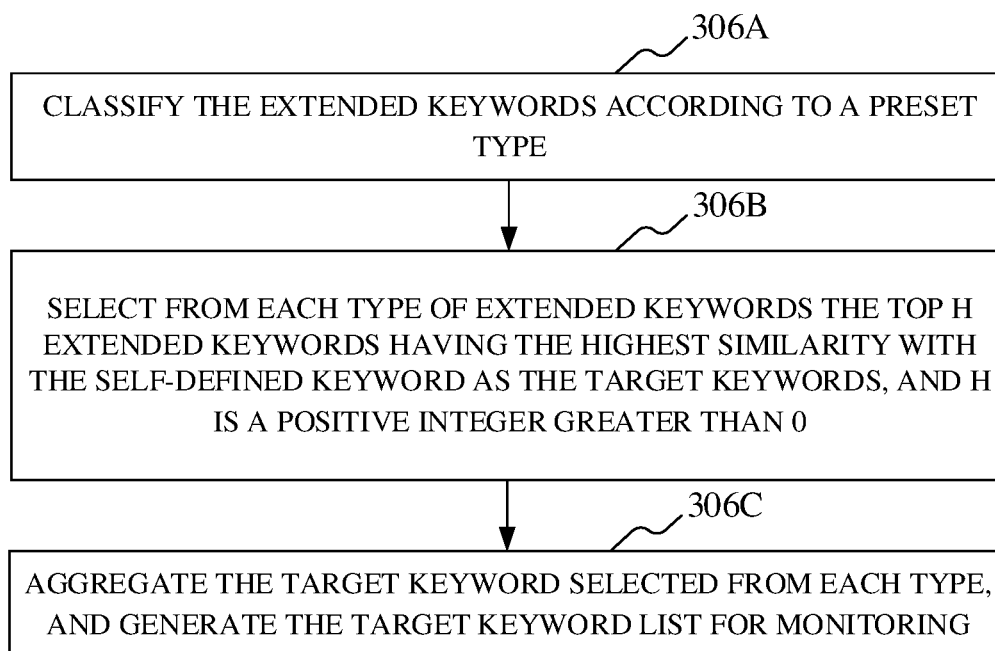 306A
CLASSIFY THE EXTENDED KEYWORDS ACCORDING TO A PRESET
TYPE
306B
SELECT FROM EACH TYPE OF EXTENDED KEYWORDS THE TOP H
EXTENDED KEYWORDS HAVING THE HIGHEST SIMILARITY WITH
THE SELF-DEFINED KEYWORD AS THE TARGET KEYWORDS, AND H
IS A POSITIVE INTEGER GREATER THAN 0
306C
AGGREGATE THE TARGET KEYWORD SELECTED FROM EACH TYPE,
AND GENERATE THE TARGET KEYWORD LIST FOR MONITORING